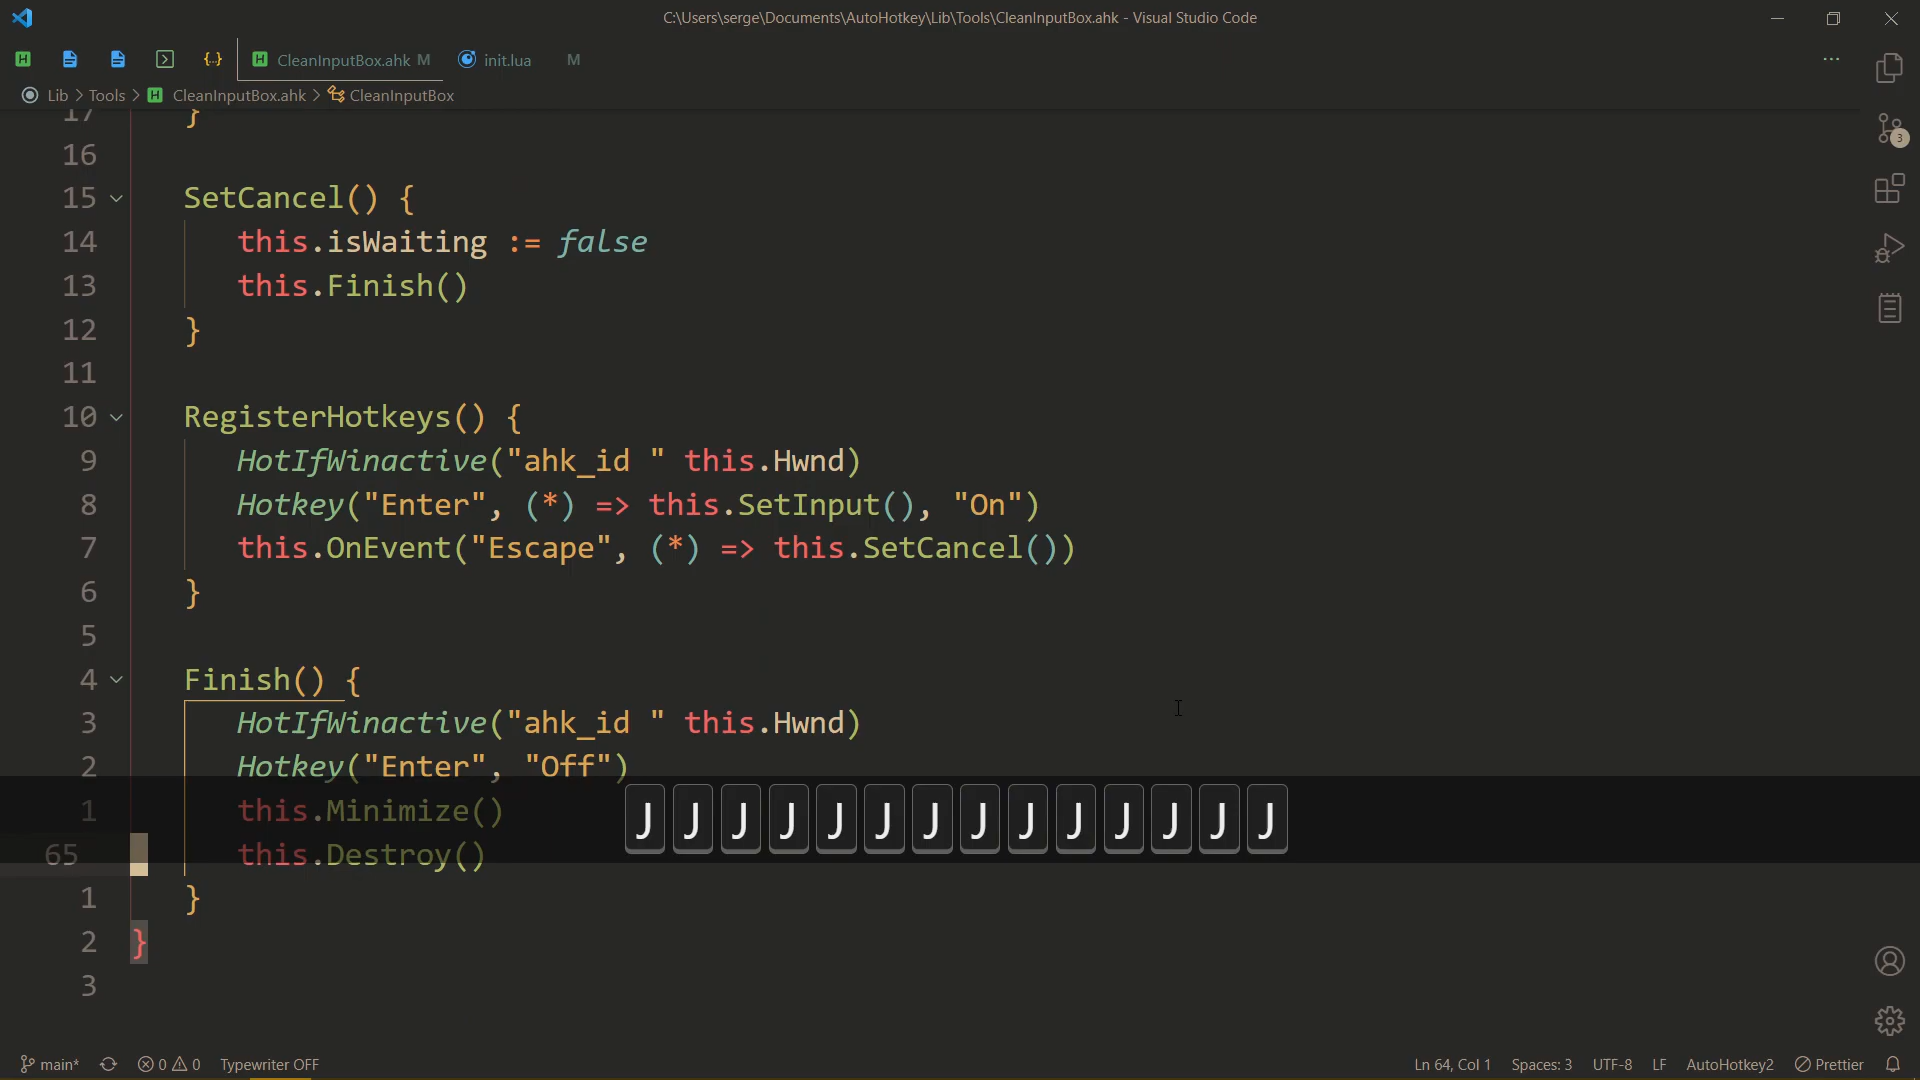 C:\Users\serge\Documents\AutoHotkey\Lib\Tools\CleanInputBox.ahk - Visual Studio Code
CleanInputBox.ahk M init.lua M
Lib > Tools > CleanInputBox.ahk > CleanInputBox
17 }
16
15 SetCancel() {
14 this.isWaiting := false
13 this.Finish()
12 }
11
10 RegisterHotkeys() {
9 HotIfWinactive("ahk_id " this.Hwnd)
8 Hotkey("Enter", (*) => this.SetInput(), "On")
7 this.OnEvent("Escape", (*) => this.SetCancel())
6 }
5
4 Finish() {
3 HotIfWinactive("ahk_id " this.Hwnd)
2 Hotkey("Enter", "Off")
1 this.Minimize()
J J J J J J J J J J J J J J
65 this.Destroy()
1 }
2 }
3
3
main* 0 0 Typewriter OFF Ln 64, Col 1 Spaces: 3 UTF-8 LF AutoHotkey2 Prettier